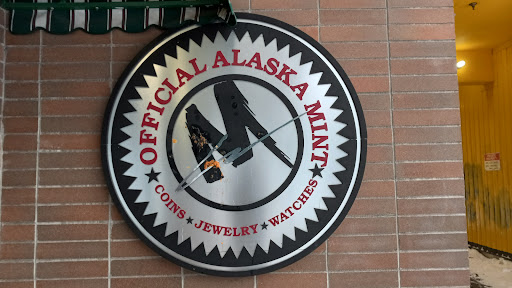 OFFICIAL ALASKA MINT
★ COINS ★ JEWELRY ★ WATCHES ★